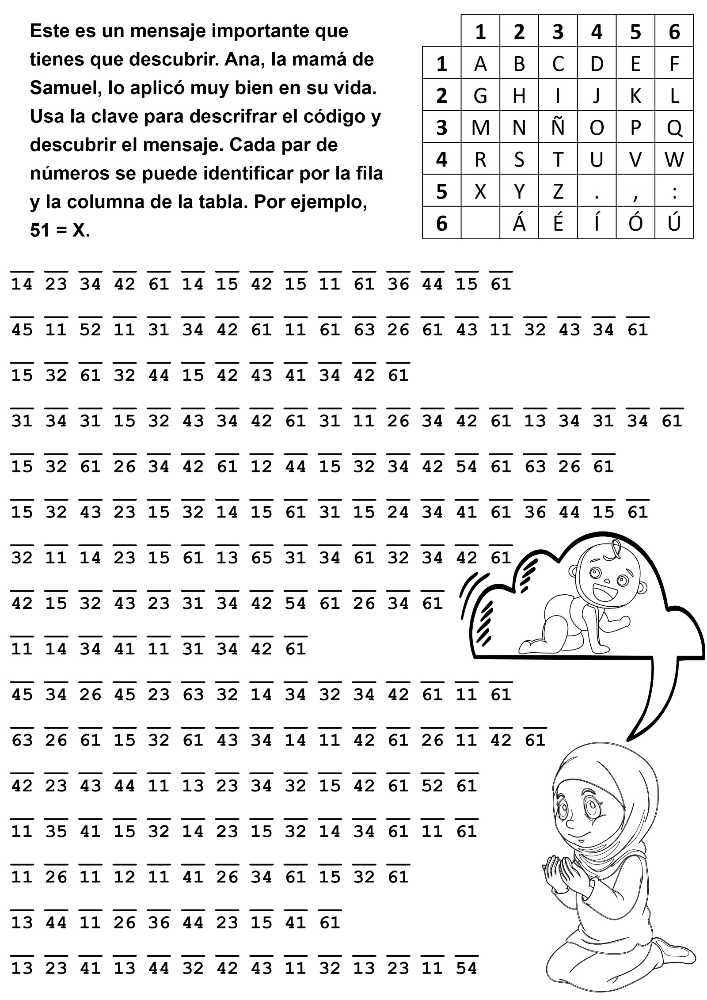 Este es un mensaje importante que
tienes que descubrir. Ana, la mamá de
Samuel, lo aplicó muy bien en su vida.
Usa la clave para descrifrar el código y
descubrir el mensaje. Cada par de
números se puede identificar por la fila
y la columna de la tabla. Por ejemplo,
51 = X.
1 2 3 4 5 6
1 A B C D E F
2 G H I J K L
3 M N Ñ O P Q
4 R S T U V W
5 X Y Z . , :
6 Á É Í Ó Ú
14 23 34 42 61 14 15 42 15 11 61 36 44 15 61
45 11 52 11 31 34 42 61 11 61 63 26 61 43 11 32 43 34 61
15 32 61 32 44 15 42 43 41 34 42 61
31 34 31 15 32 43 34 42 61 31 11 26 34 42 61 13 34 31 34 61
15 32 61 26 34 42 61 12 44 15 32 34 42 54 61 63 26 61
15 32 43 23 15 32 14 15 61 31 15 24 34 41 61 36 44 15 61
32 11 14 23 15 61 13 65 31 34 61 32 34 42 61
42 15 32 43 23 31 34 42 54 61 26 34 61
11 14 34 41 11 31 34 42 61
45 34 26 45 23 63 32 14 34 32 34 42 61 11 61
63 26 61 15 32 61 43 34 14 11 42 61 26 11 42 61
42 23 43 44 11 13 23 34 32 15 42 61 52 61
11 35 41 15 32 14 23 15 32 14 34 61 11 61
11 26 11 12 11 41 26 34 61 15 32 61
13 44 11 26 36 44 23 15 41 61
13 23 41 13 44 32 42 43 11 32 13 23 11 54